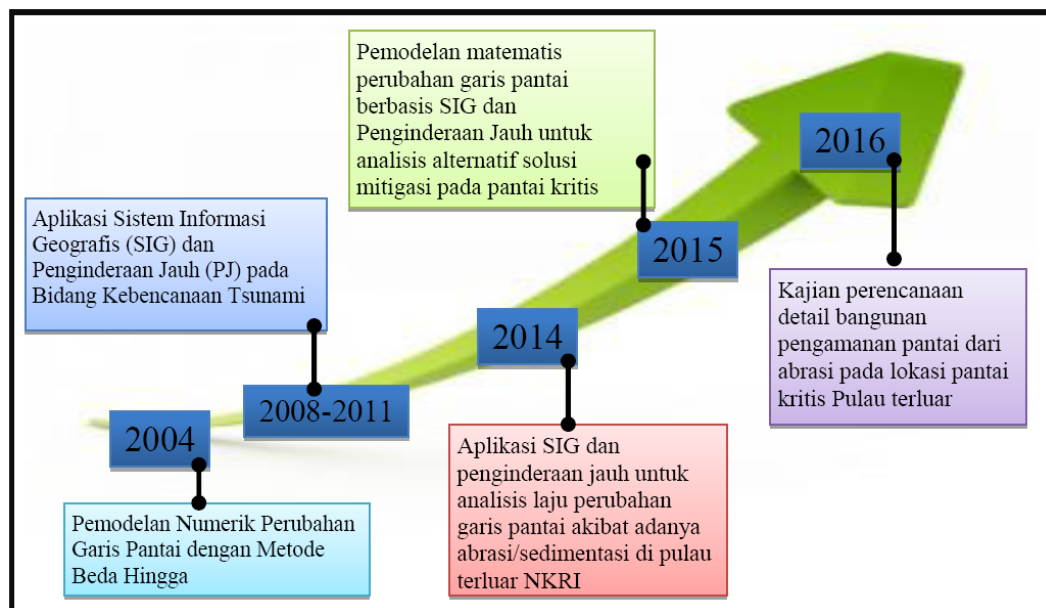 2004
Pemodelan Numerik Perubahan
Garis Pantai dengan Metode
Beda Hingga
Aplikasi Sistem Informasi
Geografis (SIG) dan
Penginderaan Jauh (PJ) pada
Bidang Kebencanaan Tsunami
2008-2011
2014
Aplikasi SIG dan
penginderaan jauh untuk
analisis laju perubahan
garis pantai akibat adanya
abrasi/sedimentasi di pulau
terluar NKRI
Pemodelan matematis
perubahan garis pantai
berbasis SIG dan
Penginderaan Jauh untuk
analisis alternatif solusi
mitigasi pada pantai kritis
2015
2016
Kajian perencanaan
detail bangunan
pengamanan pantai dari
abrasi pada lokasi pantai
kritis Pulau terluar